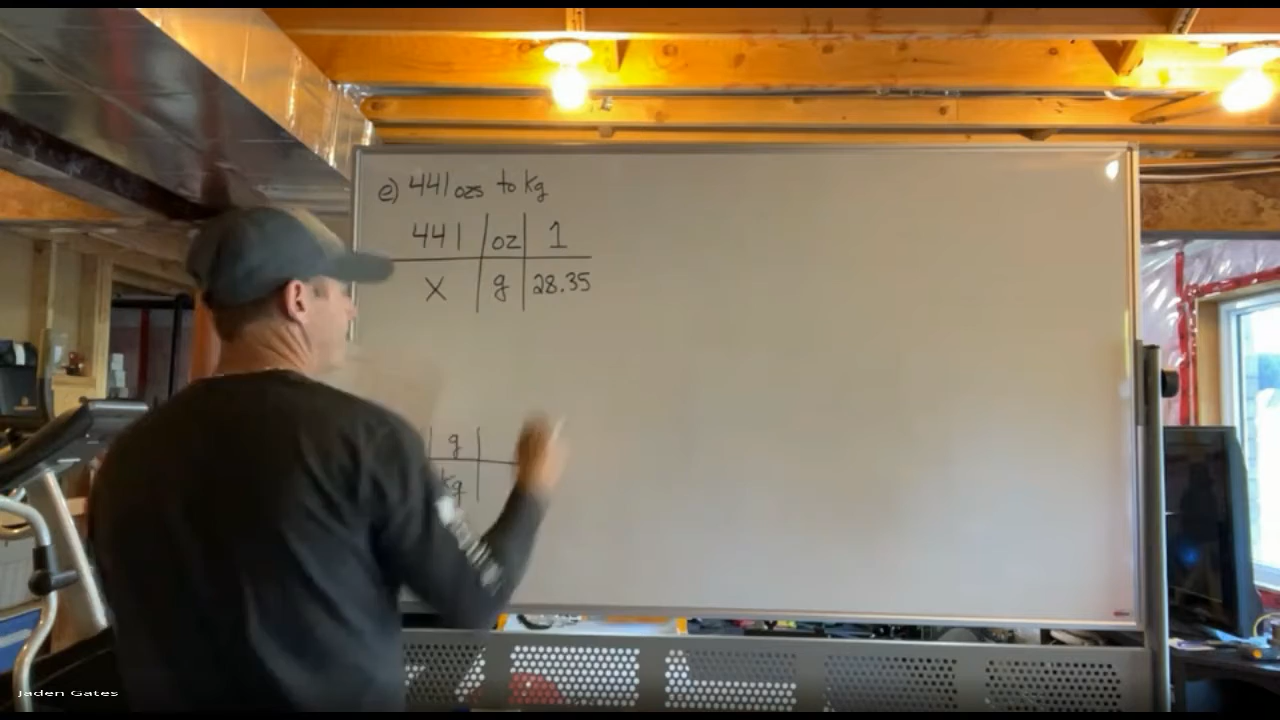 e) 441 ozs to kg
441 oz 1
x g 28.35
g
kg
Jaden Gates